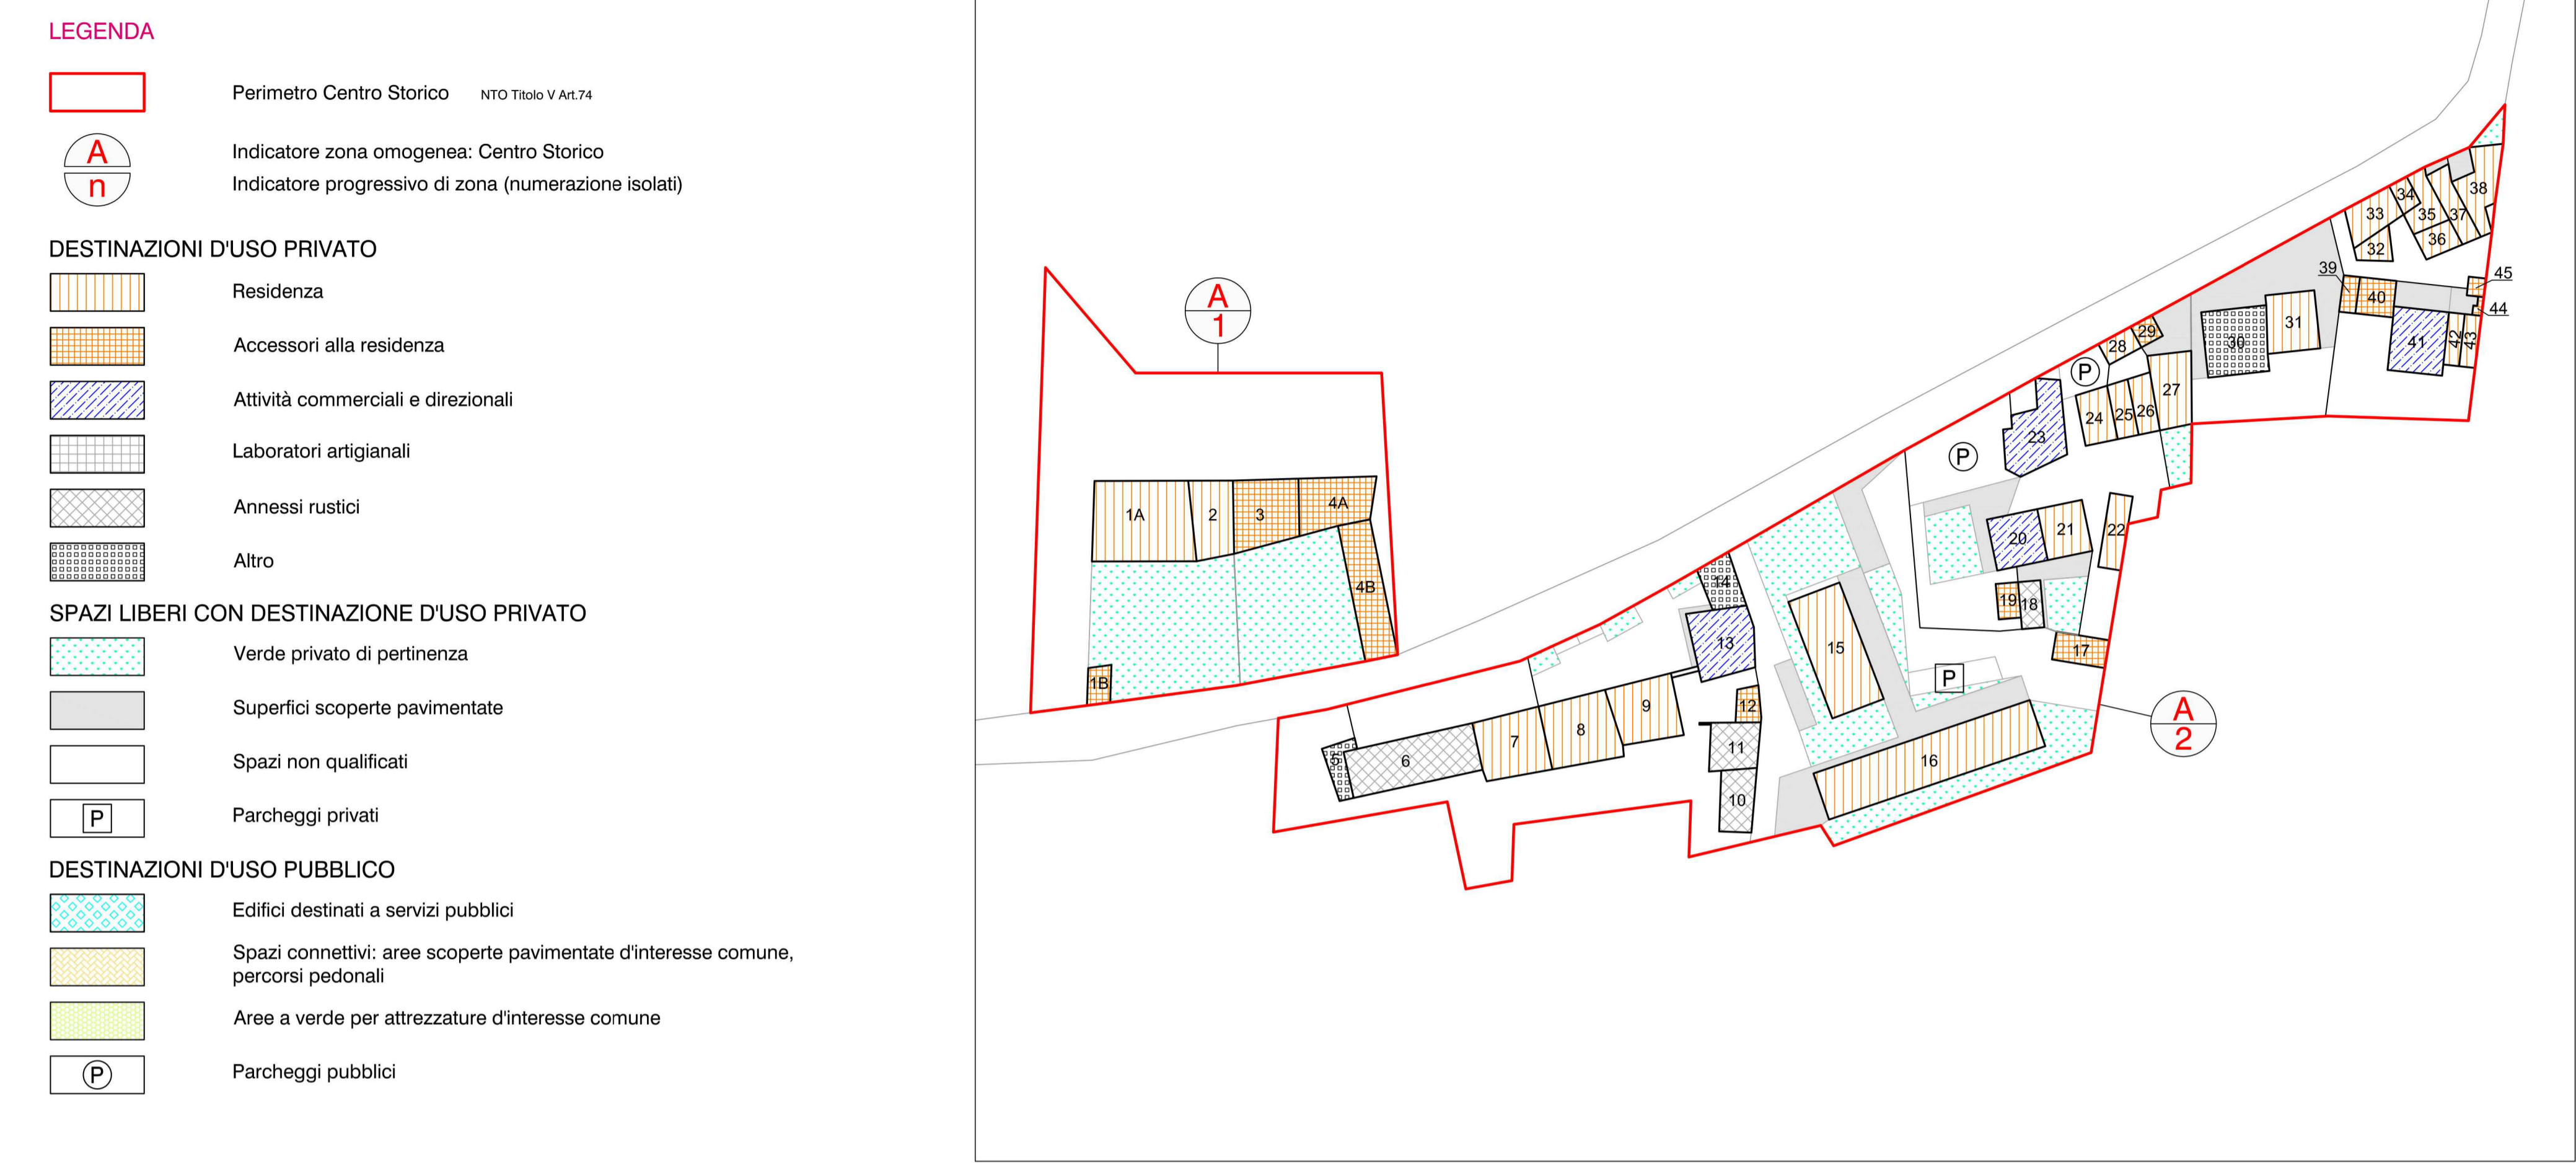 LEGENDA
Perimetro Centro Storico NTO Titolo V Art.74
A
n
Indicatore zona omogenea: Centro Storico
Indicatore progressivo di zona (numerazione isolati)
DESTINAZIONI D'USO PRIVATO
Residenza
Accessori alla residenza
Attività commerciali e direzionali
Laboratori artigianali
Annessi rustici
Altro
SPAZI LIBERI CON DESTINAZIONE D'USO PRIVATO
Verde privato di pertinenza
Superfici scoperte pavimentate
Spazi non qualificati
P
Parcheggi privati
DESTINAZIONI D'USO PUBBLICO
Edifici destinati a servizi pubblici
Spazi connettivi: aree scoperte pavimentate d'interesse comune,
percorsi pedonali
Aree a verde per attrezzature d'interesse comune
P
Parcheggi pubblici
A
1
1A
2
3
4A
4B
1B
5
6
7
8
9
10
11
12
13
14
15
16
17
18
19
20
21
22
23
24
25
26
27
28
29
30
31
32
33
34
35
36
37
38
39
40
41
42
43
44
45
P
P
P
A
2